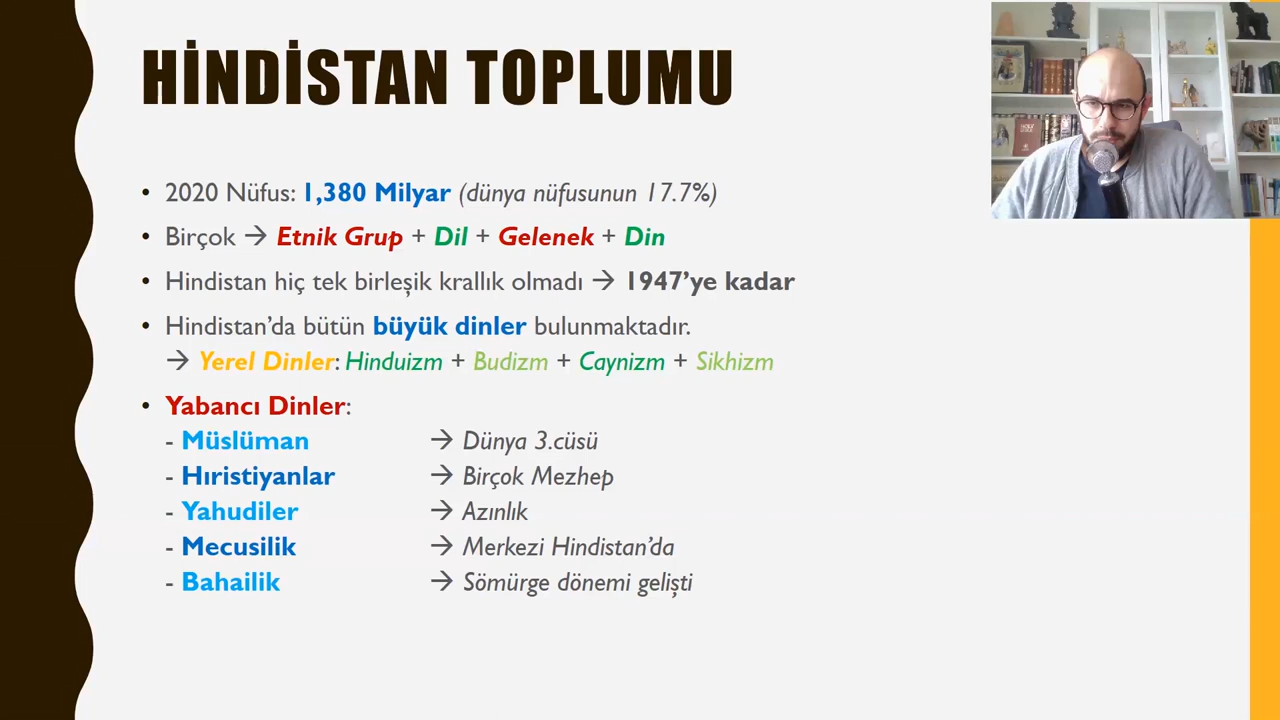 HİNDİSTAN TOPLUMU
• 2020 Nüfus: 1,380 Milyar (dünya nüfusunun 17.7%)
• Birçok → Etnik Grup + Dil + Gelenek + Din
• Hindistan hiç tek birleşik krallık olmadı → 1947’ye kadar
• Hindistan’da bütün büyük dinler bulunmaktadır.
→ Yerel Dinler: Hinduizm + Budizm + Caynizm + Sikhizm
• Yabancı Dinler:
- Müslüman → Dünya 3.cüsü
- Hıristiyanlar → Birçok Mezhep
- Yahudiler → Azınlık
- Mecusilik → Merkezi Hindistan’da
- Bahailik → Sömürge dönemi gelişti